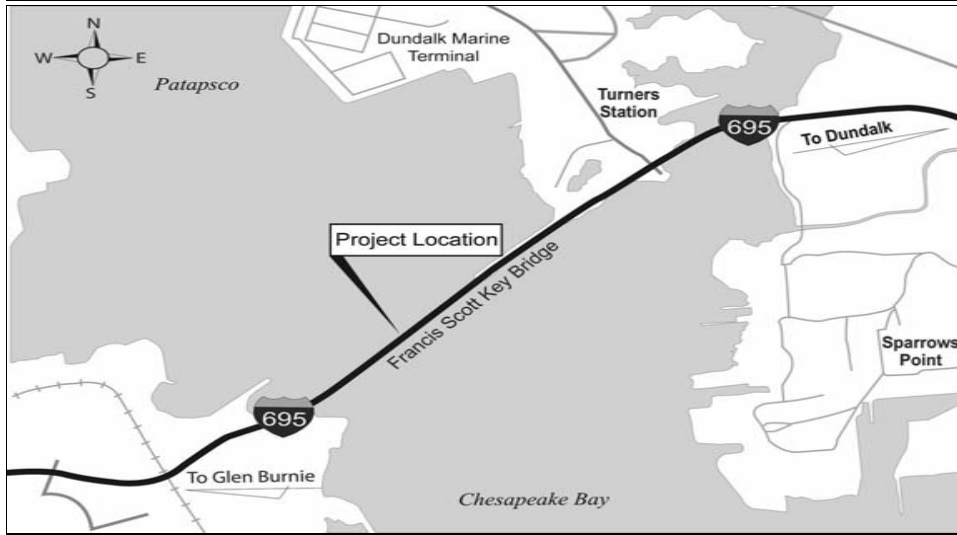 N
W
E
S
Patapsco
Dundalk Marine
Terminal
Turners
Station
695
To Dundalk
Project Location
Francis Scott Key Bridge
Sparrows
Point
695
To Glen Burnie
Chesapeake Bay